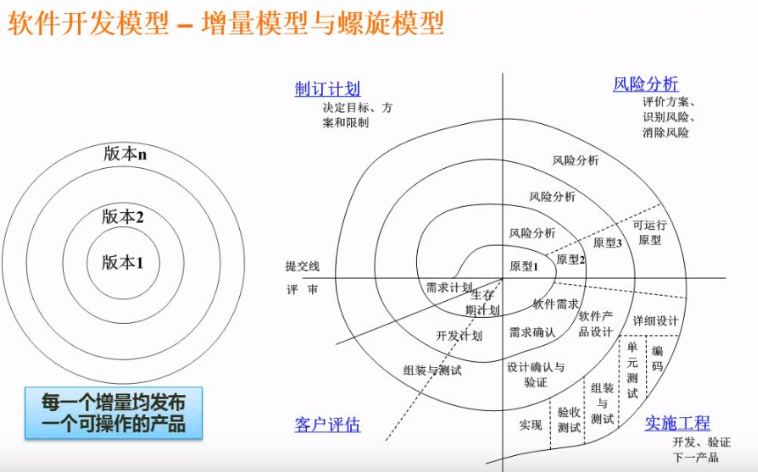 软件开发模型 – 增量模型与螺旋模型
版本n
版本2
版本1
每一个增量均发布
一个可操作的产品
制订计划
决定目标、方
案和限制
风险分析
评价方案、
识别风险、
消除风险
风险分析
风险分析
风险分析
可运行
原型
原型3
原型2
原型1
提交线
评 审
需求计划
生存
期计划
开发计划
组装与测试
软件需求
需求确认
软件产
品设计
设计确认与
验证
详细设计
单
元
测
试
编
码
组装
与
测试
验收
测试
实现
客户评估
实施工程
开发、验证
下一产品